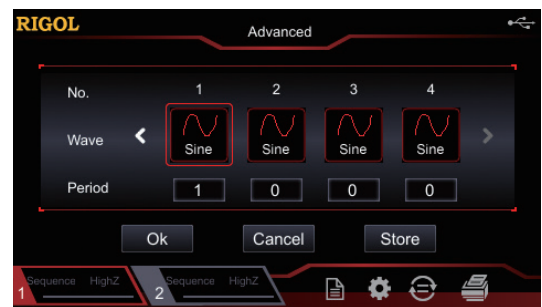 RIGOL
Advanced
No. 1 2 3 4
Wave Sine Sine Sine Sine
Period 1 0 0 0
Ok Cancel Store
Sequence HighZ Sequence HighZ
1 2